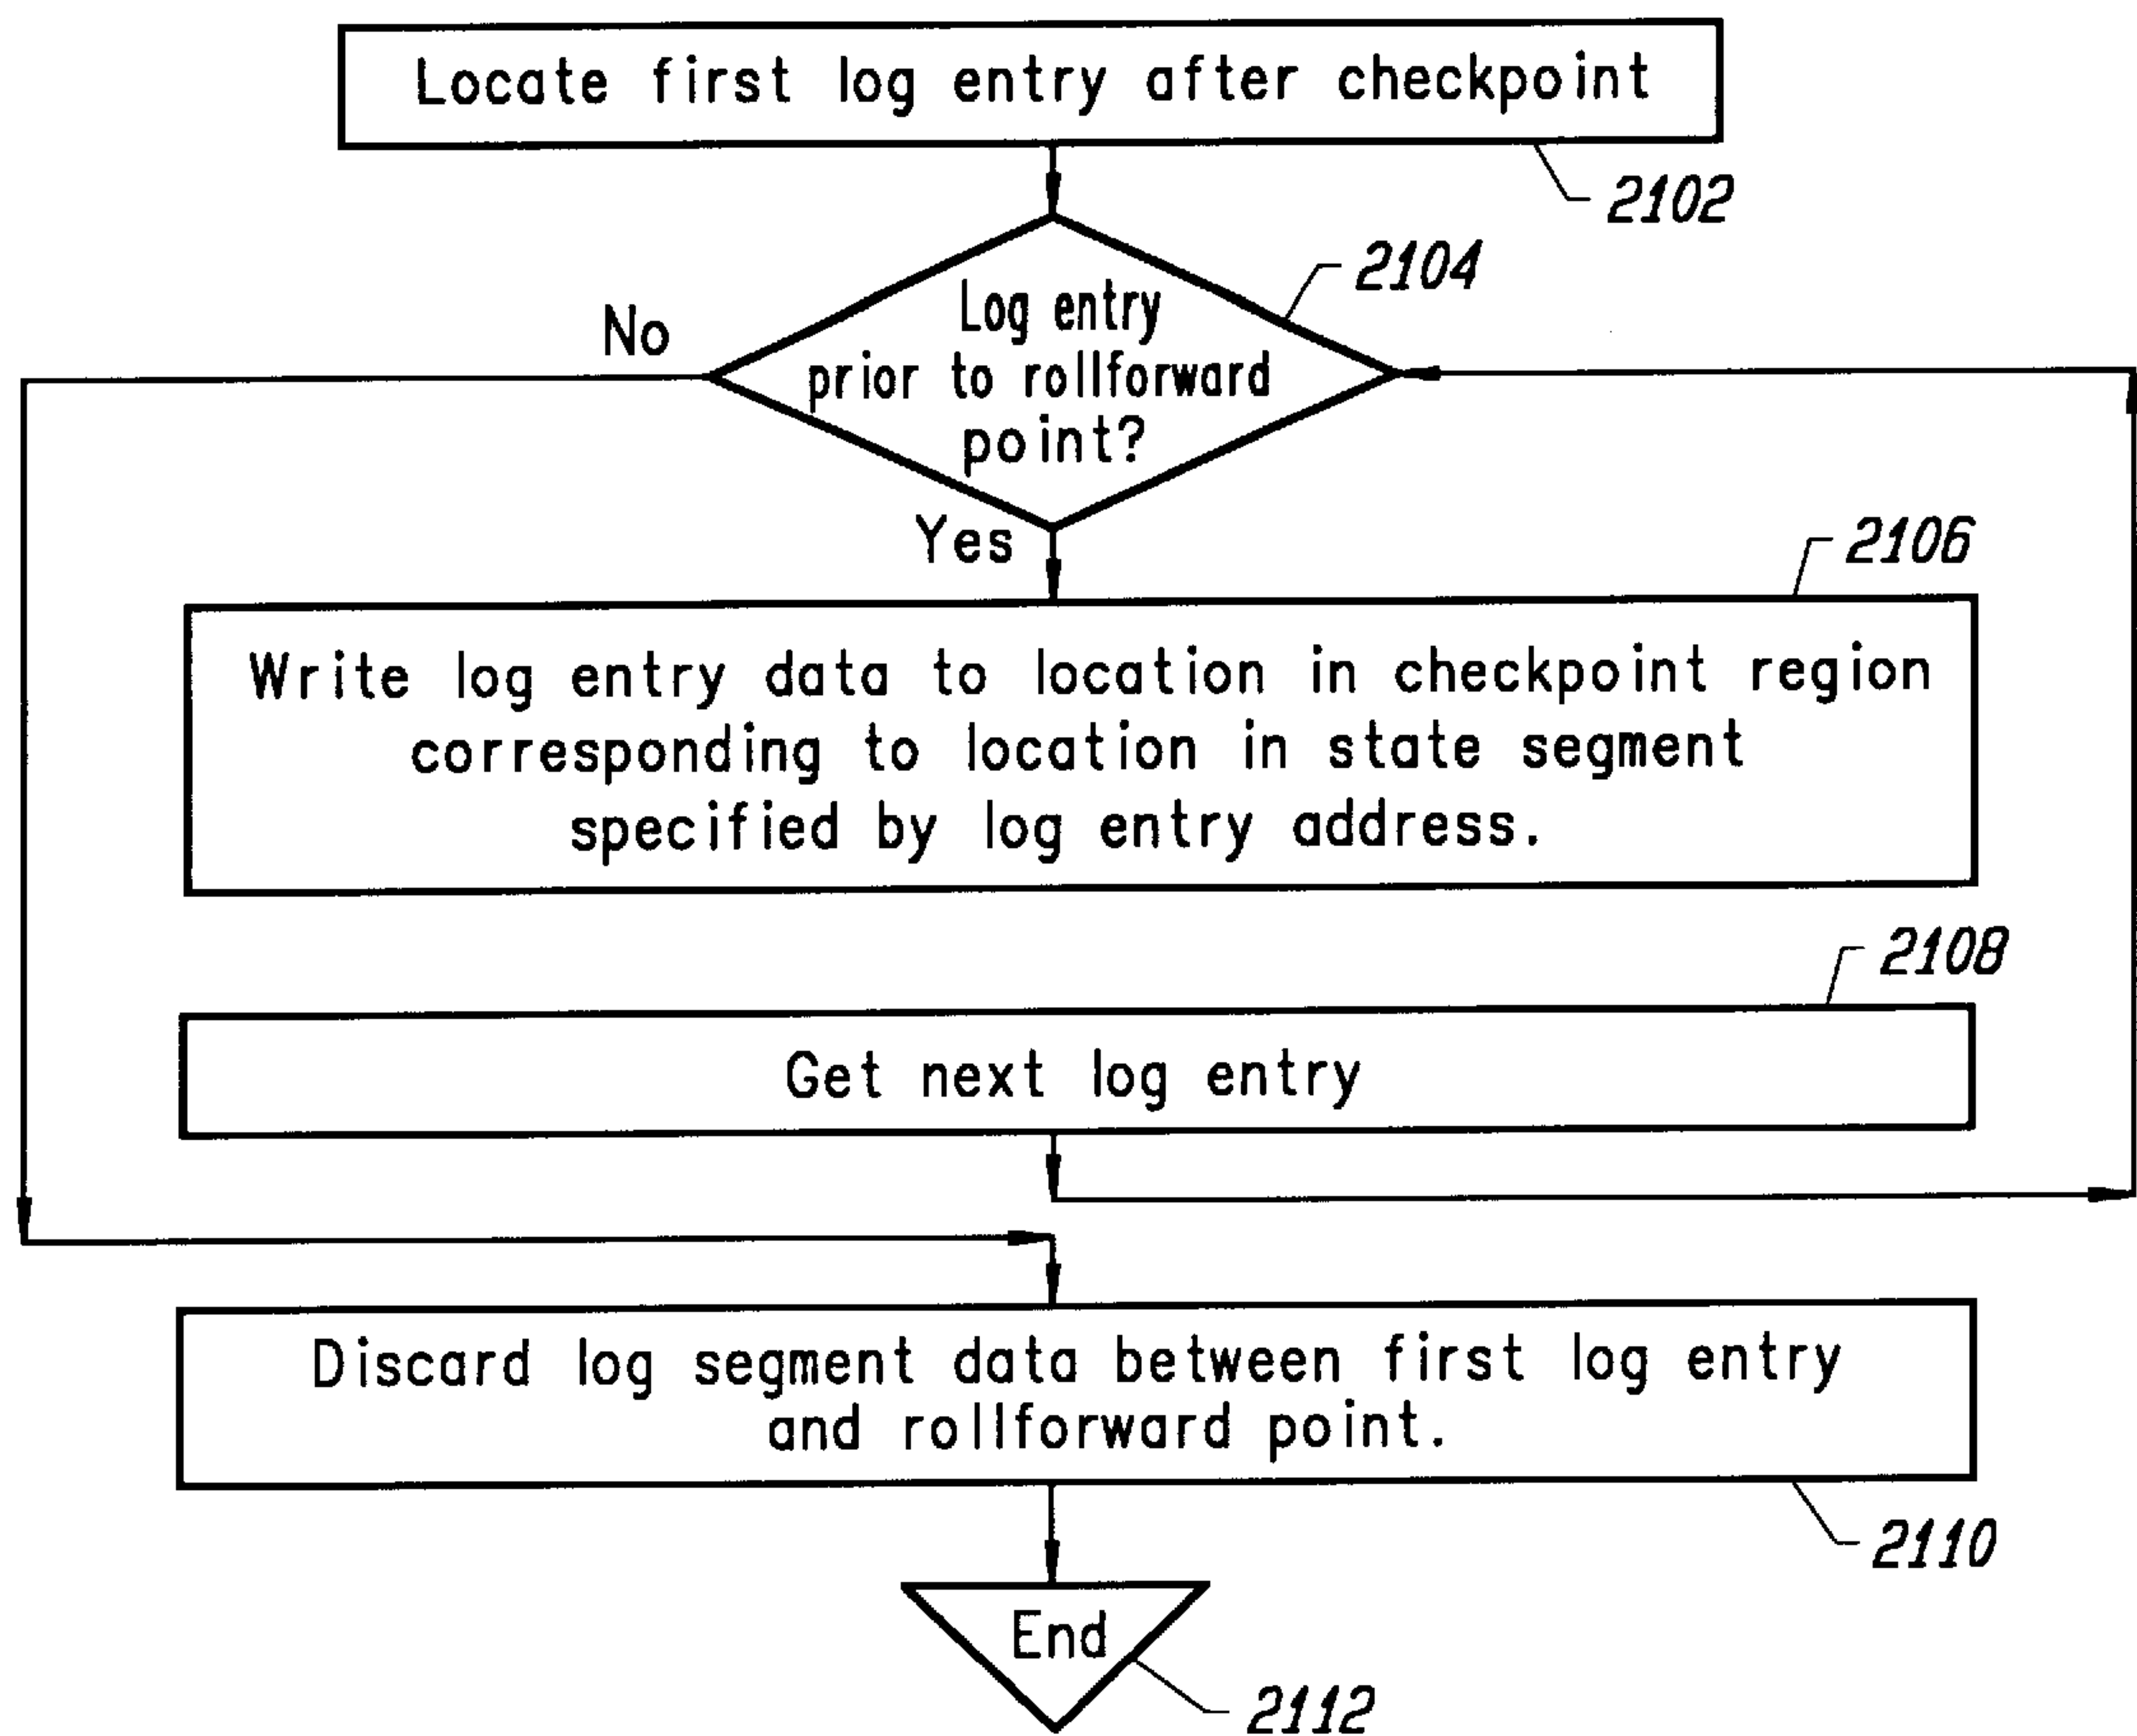 Locate first log entry after checkpoint
2102
2104
No
Log entry
prior to rollforward
point?
Yes
2106
Write log entry data to location in checkpoint region
corresponding to location in state segment
specified by log entry address.
2108
Get next log entry
Discard log segment data between first log entry
and rollforward point.
2110
End
2112